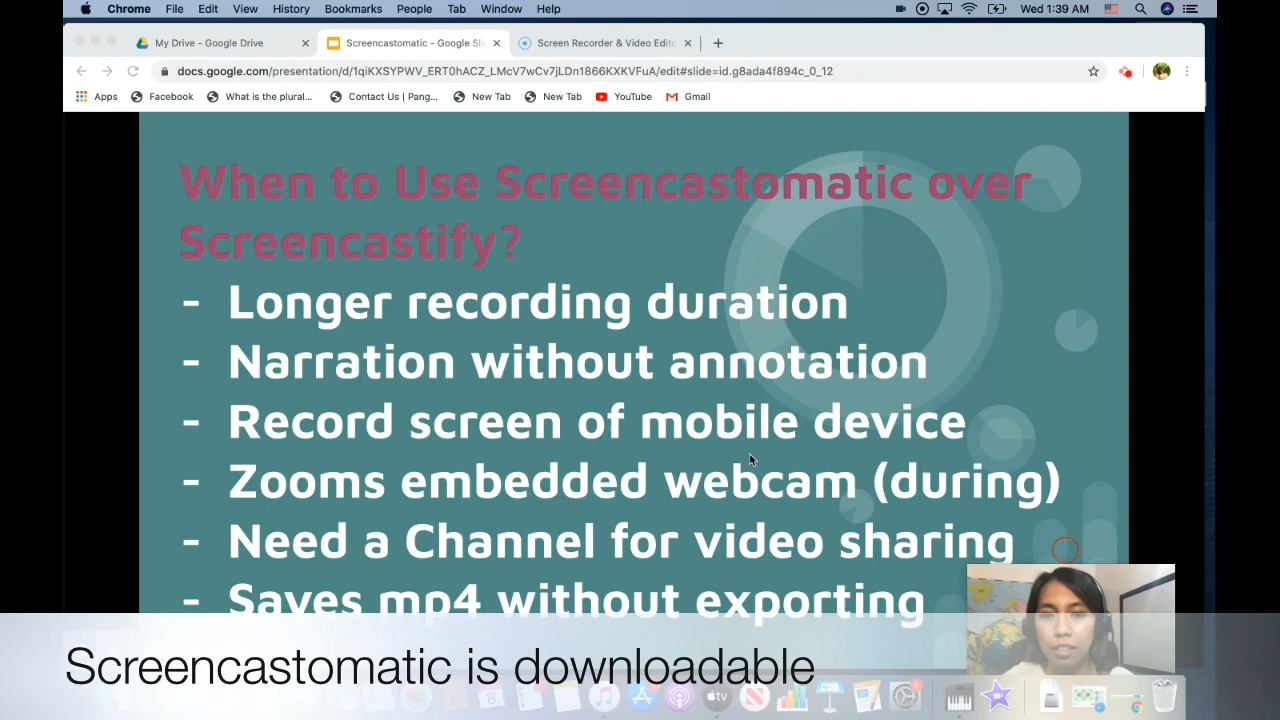 Chrome File Edit View History Bookmarks People Tab Window Help Wed 1:39 AM
My Drive - Google Drive Screencastomatic - Google Sli Screen Recorder & Video Edito
docs.google.com/presentation/d/1qiKXSYPWV_ERT0hACZ_LMcV7wCv7jLDn1866KXKVFuA/edit#slide=id.g8ada4f894c_0_12
Apps Facebook What is the plural... Contact Us | Pang... New Tab New Tab YouTube Gmail
When to Use Screencastomatic over
Screencastify?
- Longer recording duration
- Narration without annotation
- Record screen of mobile device
- Zooms embedded webcam (during)
- Need a Channel for video sharing
- Saves mp4 without exporting
Screencastomatic is downloadable
tv